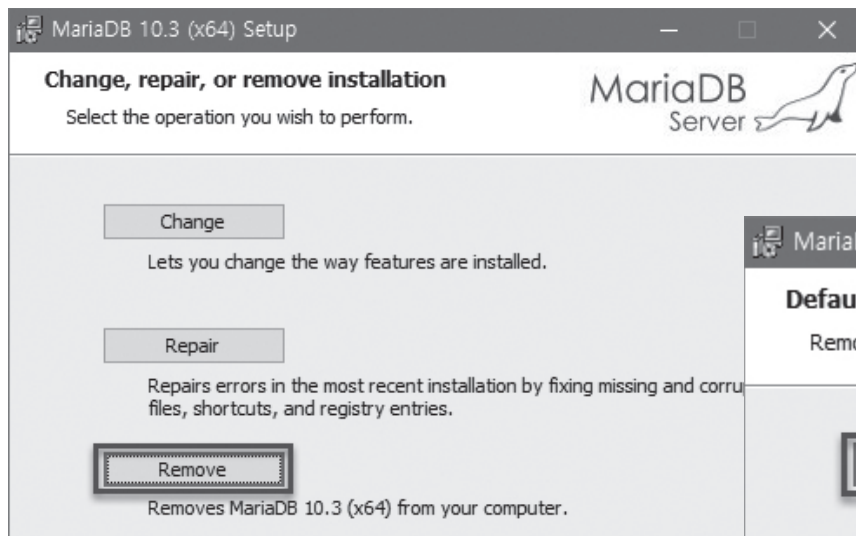 MariaDB 10.3 (x64) Setup
Change, repair, or remove installation
Select the operation you wish to perform.
MariaDB
Server
Change
Lets you change the way features are installed.
Repair
Repairs errors in the most recent installation by fixing missing and corru
files, shortcuts, and registry entries.
Remove
Removes MariaDB 10.3 (x64) from your computer.
Maria
Defau
Remo